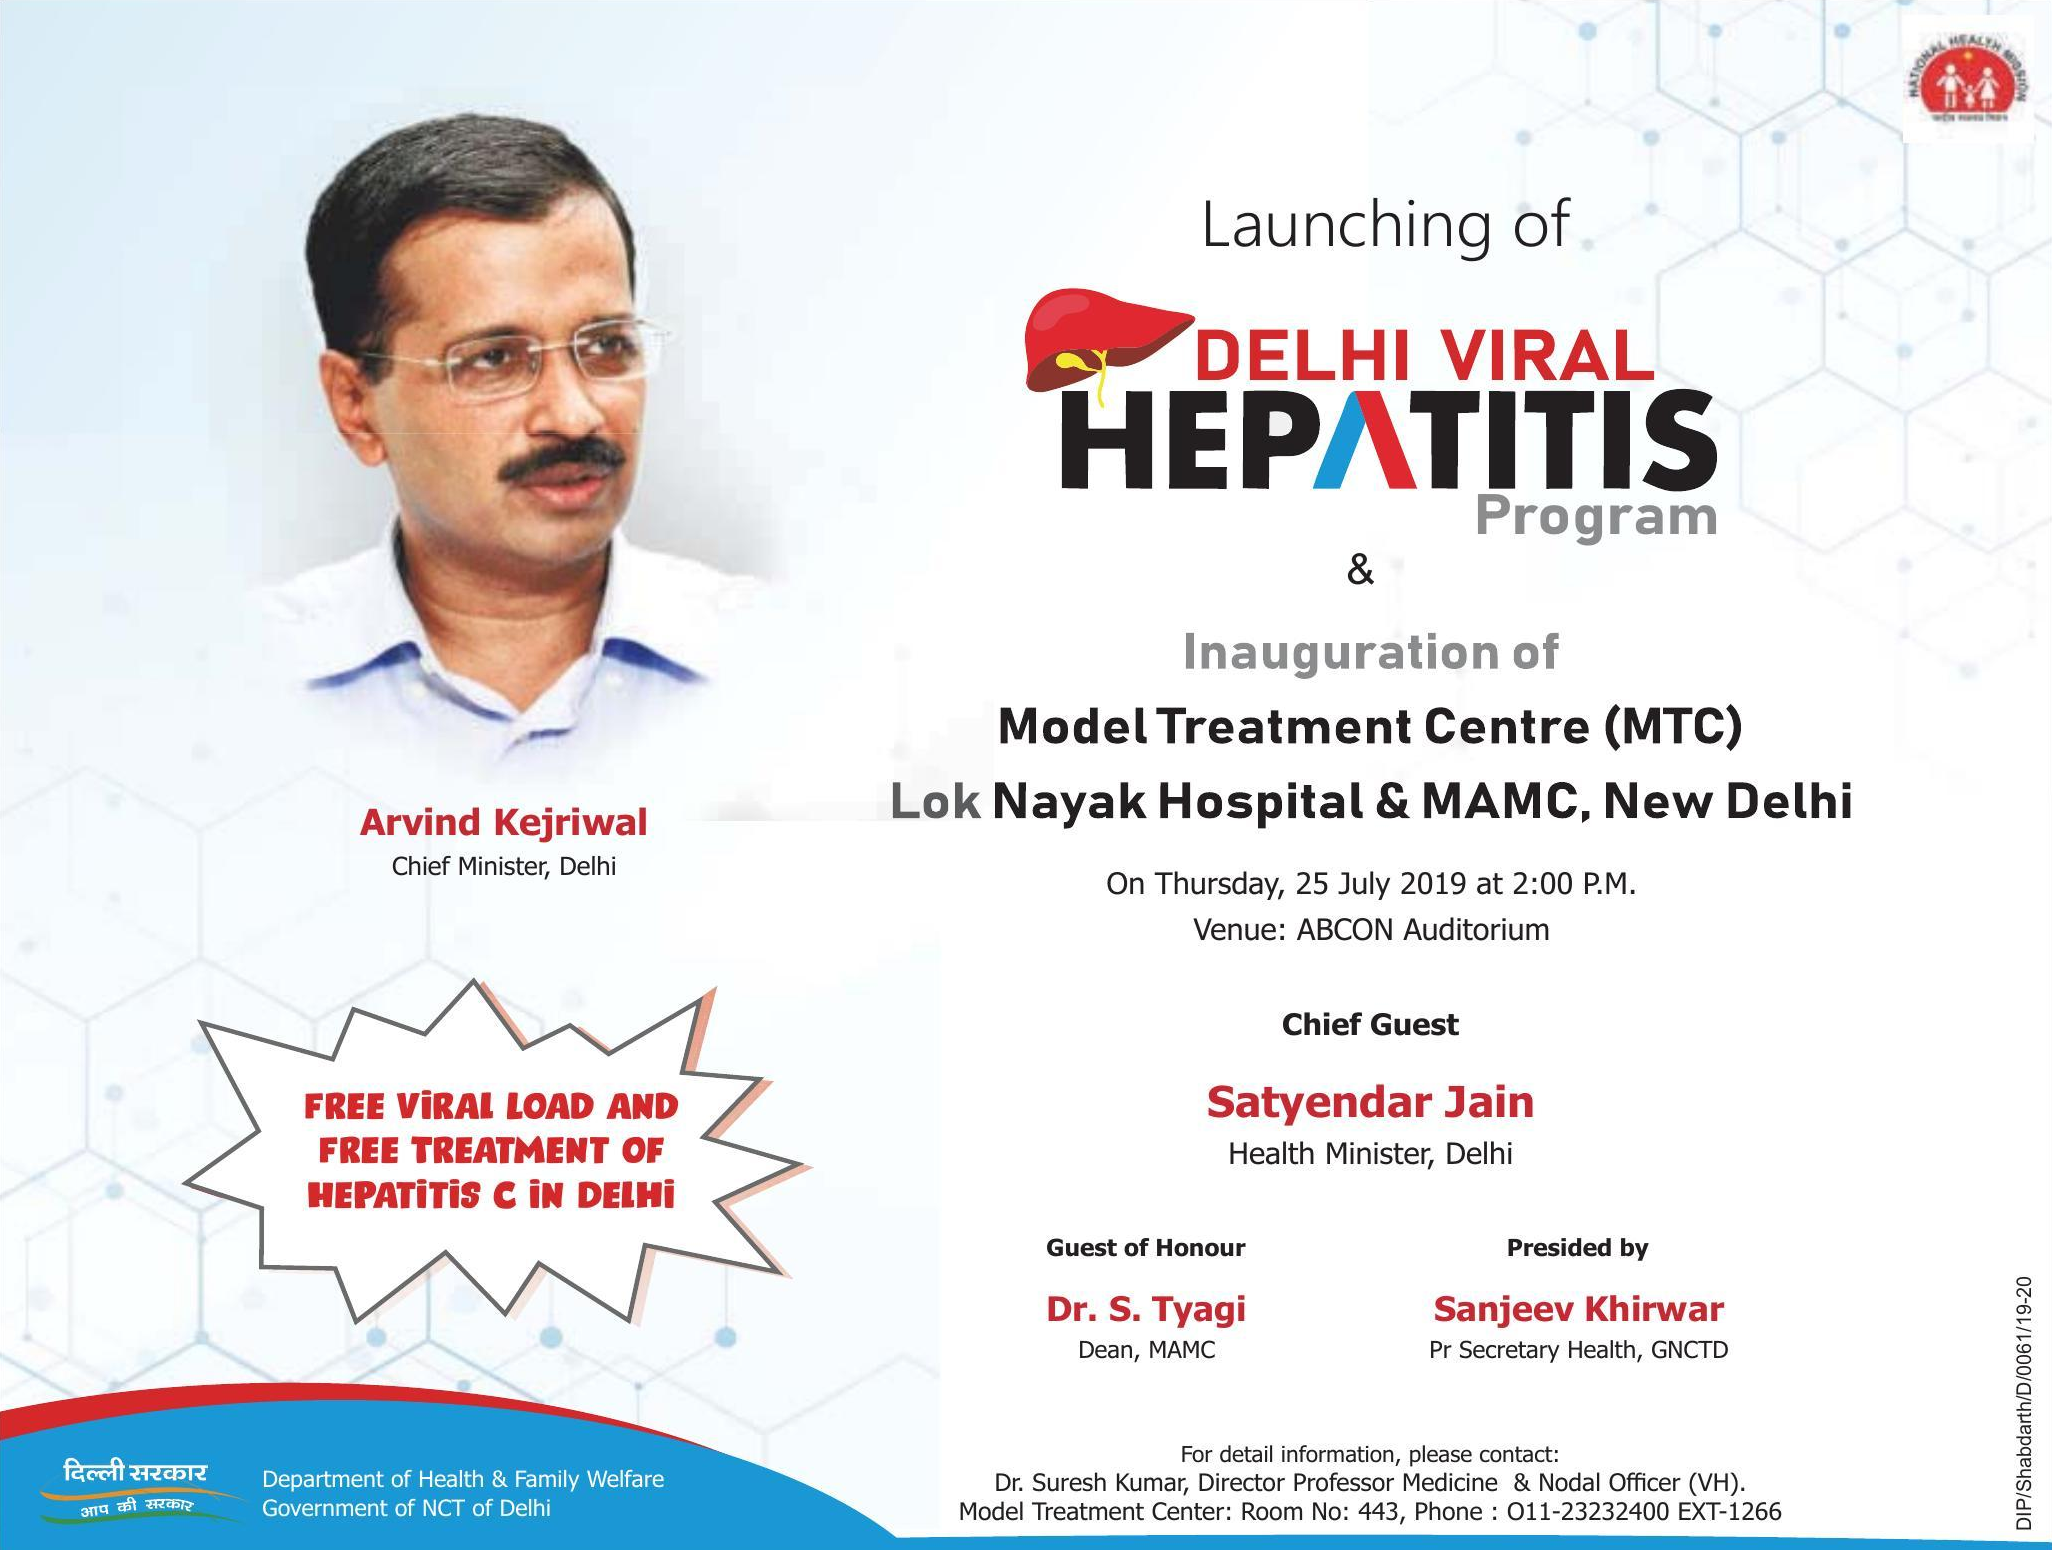 NATIONAL HEALTH MISSION
Launching of
DELHI VIRAL
HEPATITIS
Program
&
Inauguration of
Model Treatment Centre (MTC)
Lok Nayak Hospital & MAMC, New Delhi
On Thursday, 25 July 2019 at 2:00 P.M.
Venue: ABCON Auditorium
Chief Guest
Satyendar Jain
Health Minister, Delhi
Guest of Honour
Dr. S. Tyagi
Dean, MAMC
Presided by
Sanjeev Khirwar
Pr Secretary Health, GNCTD
For detail information, please contact:
Dr. Suresh Kumar, Director Professor Medicine & Nodal Officer (VH).
Model Treatment Center: Room No: 443, Phone : O11-23232400 EXT-1266
Arvind Kejriwal
Chief Minister, Delhi
FREE ViRAL LOAD AND
FREE TREATMENT OF
HEPATiTiS C iN DELHi
दिल्ली सरकार
आप की सरकार
Department of Health & Family Welfare
Government of NCT of Delhi
DIP/Shabdarth/D/0061/19-20